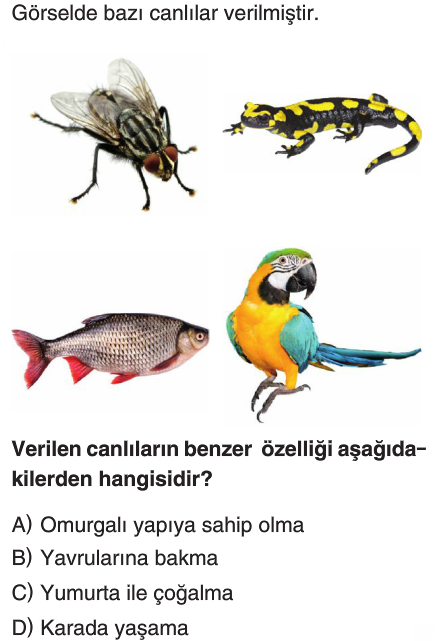 Görselde bazı canlılar verilmiştir.
Verilen canlıların benzer özelliği aşağıda-
kilerden hangisidir?
A) Omurgalı yapıya sahip olma
B) Yavrularına bakma
C) Yumurta ile çoğalma
D) Karada yaşama